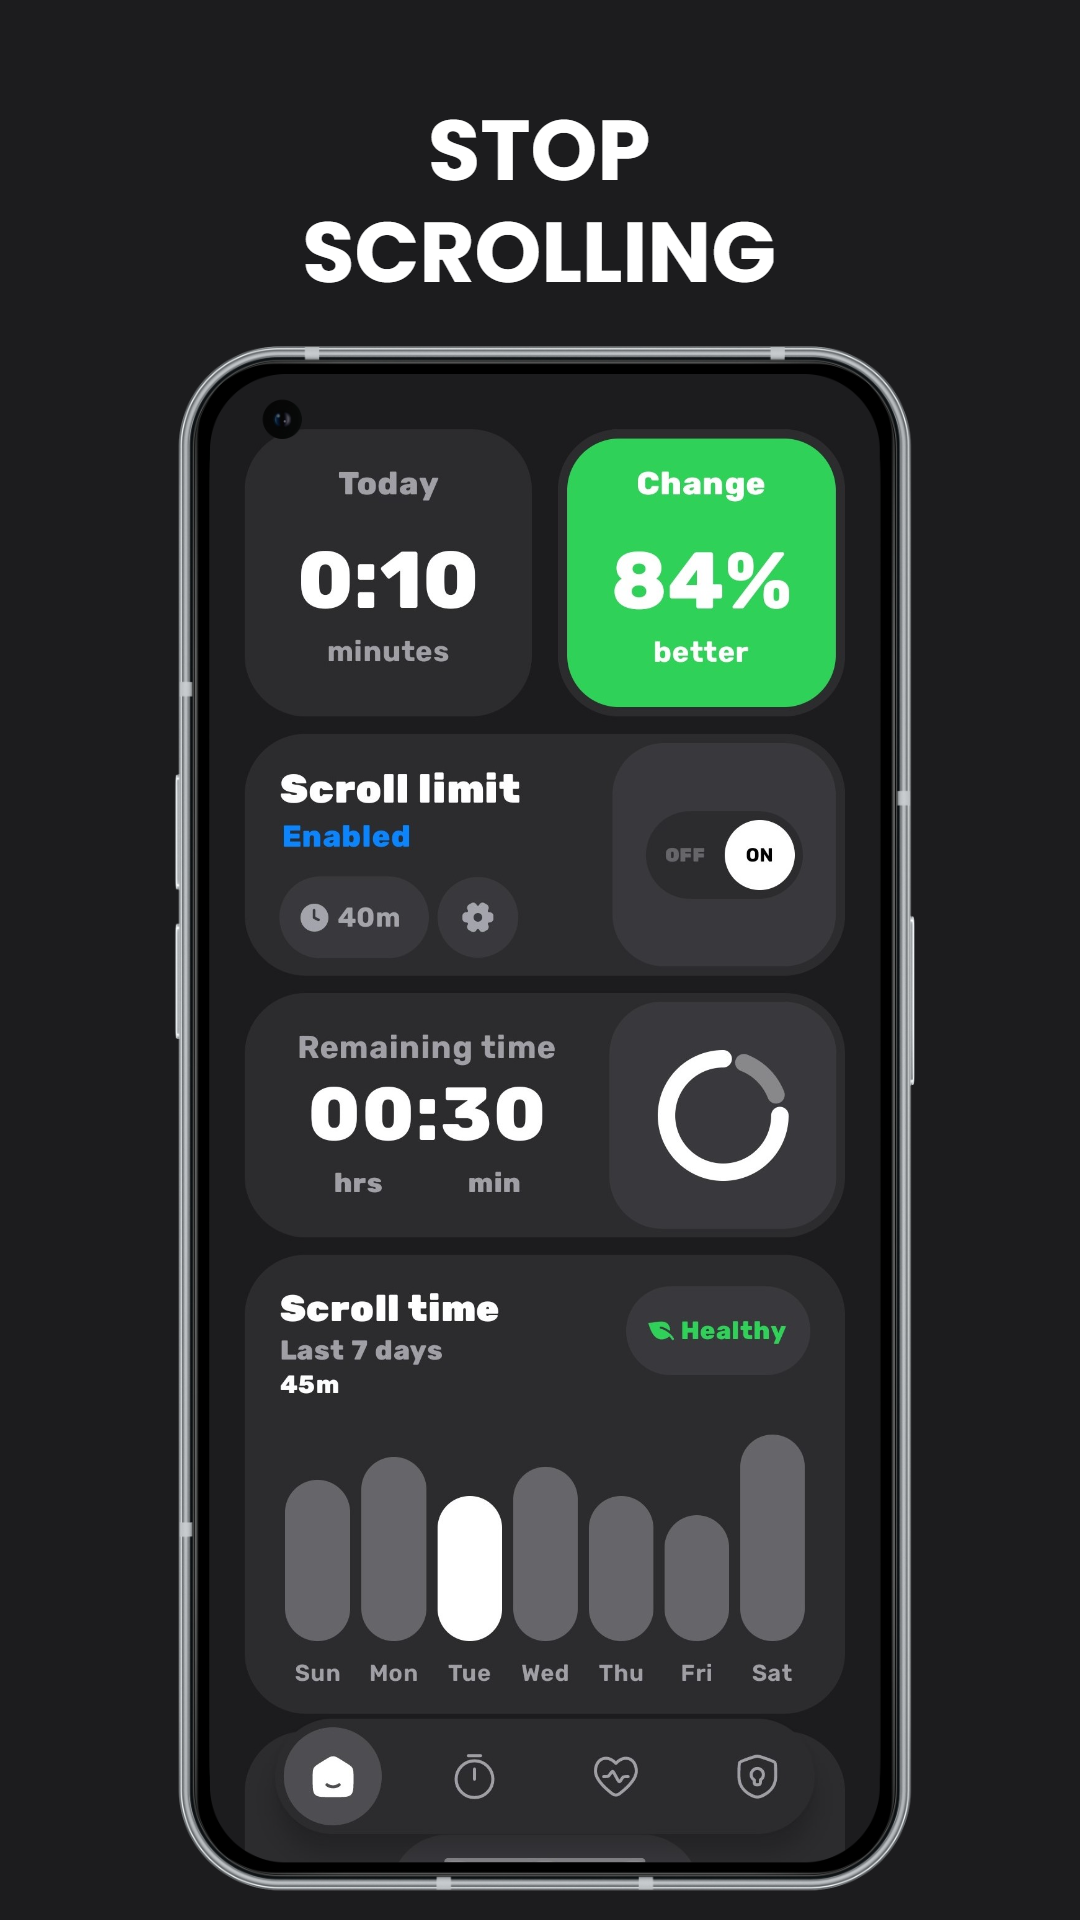 STOP
SCROLLING
Today
0:10
minutes
Change
84%
better
Scroll limit
Enabled
40m
OFF
ON
Remaining time
00:30
hrs min
Scroll time
Last 7 days
45m
Healthy
Sun Mon Tue Wed Thu Fri Sat